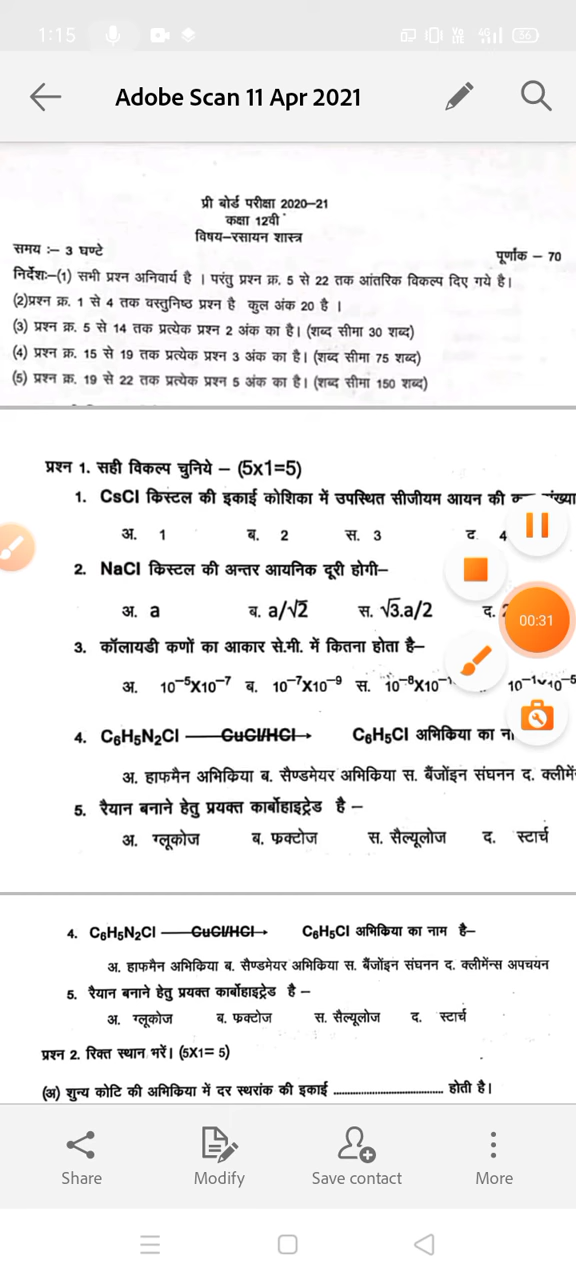 1:15
56
Adobe Scan 11 Apr 2021
प्री बोर्ड परीक्षा 2020-21
कक्षा 12वी
विषय-रसायन शास्त्र
समय :- 3 घण्टे
पूर्णांक - 70
निर्देशः-(1) सभी प्रश्न अनिवार्य है । परंतु प्रश्न क्र. 5 से 22 तक आंतरिक विकल्प दिए गये है।
(2)प्रश्न क्र. 1 से 4 तक वस्तुनिष्ठ प्रश्न है कुल अंक 20 है ।
(3) प्रश्न क्र. 5 से 14 तक प्रत्येक प्रश्न 2 अंक का है। (शब्द सीमा 30 शब्द)
(4) प्रश्न क्र. 15 से 19 तक प्रत्येक प्रश्न 3 अंक का है। (शब्द सीमा 75 शब्द)
(5) प्रश्न क्र. 19 से 22 तक प्रत्येक प्रश्न 5 अंक का है। (शब्द सीमा 150 शब्द)
प्रश्न 1. सही विकल्प चुनिये – (5x1=5)
1. CsCl क्रिस्टल की इकाई कोशिका में उपस्थित सीजीयम आयन की
अ. 1 ब. 2 स. 3 द. 4
2. NaCl क्रिस्टल की अन्तर आयनिक दूरी होगी–
अ. a ब. a/√2 स. √3.a/2 द.
00:31
3. कॉलायडी कणों का आकार से.मी. में कितना होता है–
अ. 10⁻⁵X10⁻⁷ ब. 10⁻⁷X10⁻⁹ स.
4. C₆H₅N₂Cl CuCl/HCl→ C₆H₅Cl अभिक्रिया का
अ. हाफमैन अभिक्रिया ब. सैण्डमेयर अभिक्रिया स. बैंजोंइन संघनन द.
5. रैयान बनाने हेतु प्रयक्त कार्बोहाइट्रेड है –
अ. ग्लूकोज ब. फक्टोज स. सैल्यूलोज द. स्टार्च
4. C₆H₅N₂Cl CuCl/HCl→ C₆H₅Cl अभिक्रिया का नाम है–
अ. हाफमैन अभिक्रिया ब. सैण्डमेयर अभिक्रिया स. बैंजोंइन संघनन द. क्लीमेंन्स अपचयन
5. रैयान बनाने हेतु प्रयक्त कार्बोहाइट्रेड है –
अ. ग्लूकोज ब. फक्टोज स. सैल्यूलोज द. स्टार्च
प्रश्न 2. रिक्त स्थान भरें। (5X1= 5)
(अ) शुन्य कोटि की अभिक्रिया में दर स्थरांक की इकाई .................................... होती है।
Share Modify Save contact More